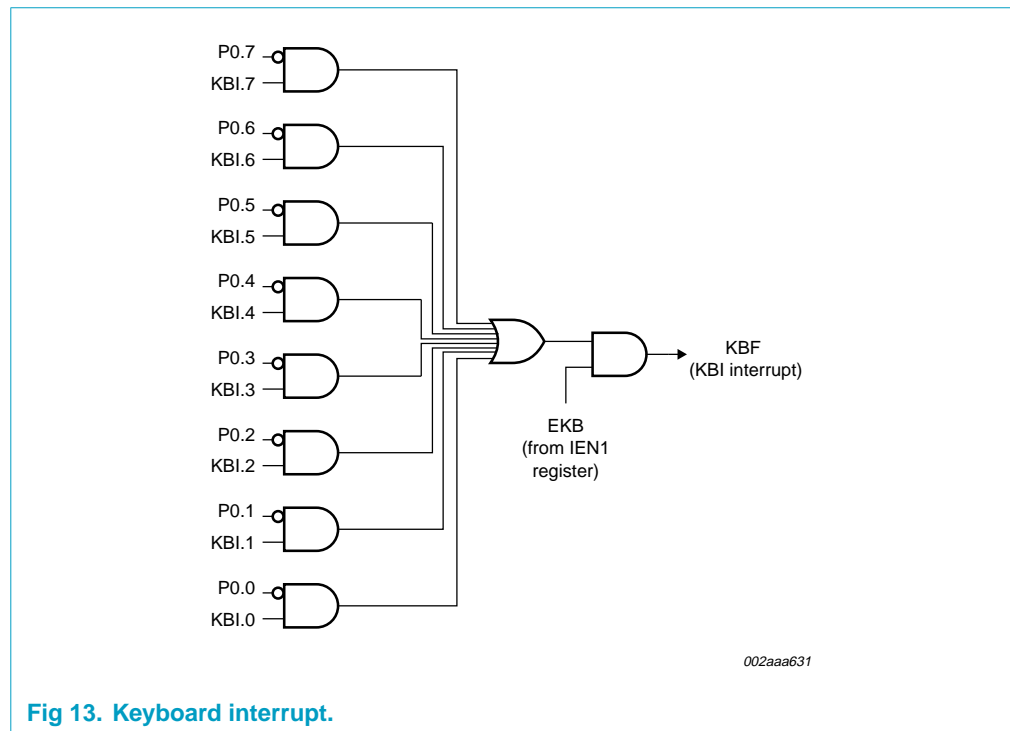 P0.7
KBI.7
P0.6
KBI.6
P0.5
KBI.5
P0.4
KBI.4
P0.3
KBI.3
P0.2
KBI.2
P0.1
KBI.1
P0.0
KBI.0
EKB
(from IEN1
register)
KBF
(KBI interrupt)
002aaa631
Fig 13. Keyboard interrupt.